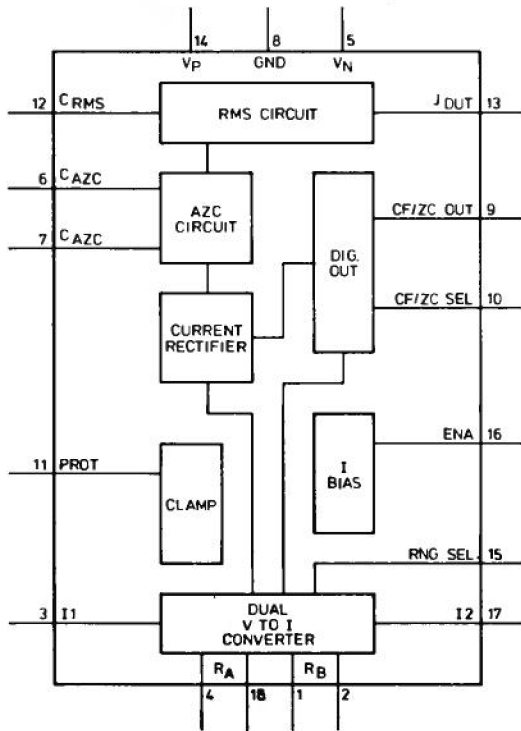 14 8 5
VP GND VN
12 CRMS
RMS CIRCUIT
JOUT 13
6 CAZC
AZC
CIRCUIT
7 CAZC
CF/ZC OUT
9
DIG.
OUT
CF/ZC SEL
10
CURRENT
RECTIFIER
ENA
16
I
BIAS
11 PROT
CLAMP
RNG SEL
15
3 I1
DUAL
V TO I
CONVERTER
I2 17
RA RB
4 18 1 2